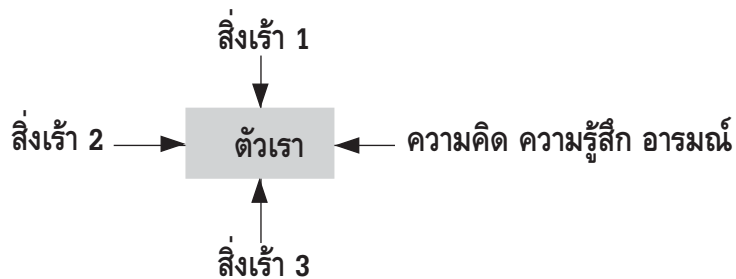 สิ่งเร้า 1
สิ่งเร้า 2
ตัวเรา
ความคิด ความรู้สึก อารมณ์
สิ่งเร้า 3